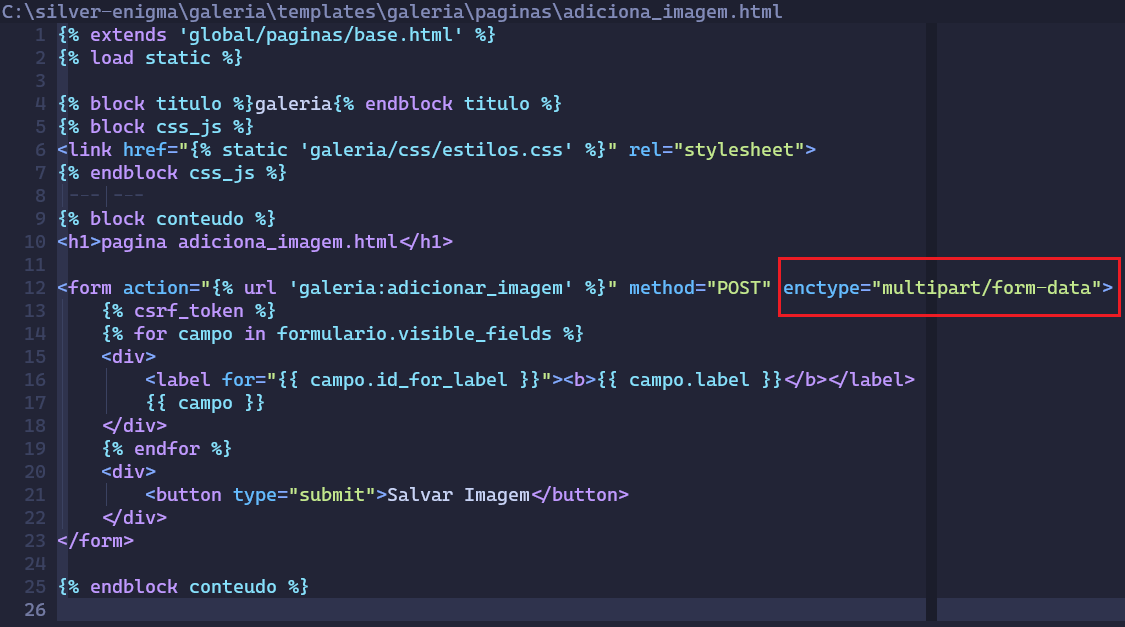 C:\silver-enigma\galeria\templates\galeria\paginas\adiciona_imagem.html
1 {% extends 'global/paginas/base.html' %}
2 {% load static %}
3
4 {% block titulo %}galeria{% endblock titulo %}
5 {% block css_js %}
6 <link href="{% static 'galeria/css/estilos.css' %}" rel="stylesheet">
7 {% endblock css_js %}
8 ---|---
9 {% block conteudo %}
10 <h1>pagina adiciona_imagem.html</h1>
11
12 <form action="{% url 'galeria:adicionar_imagem' %}" method="POST" enctype="multipart/form-data">
13     {% csrf_token %}
14     {% for campo in formulario.visible_fields %}
15     <div>
16         <label for="{{ campo.id_for_label }}"><b>{{ campo.label }}</b></label>
17         {{ campo }}
18     </div>
19     {% endfor %}
20     <div>
21         <button type="submit">Salvar Imagem</button>
22     </div>
23 </form>
24
25 {% endblock conteudo %}
26